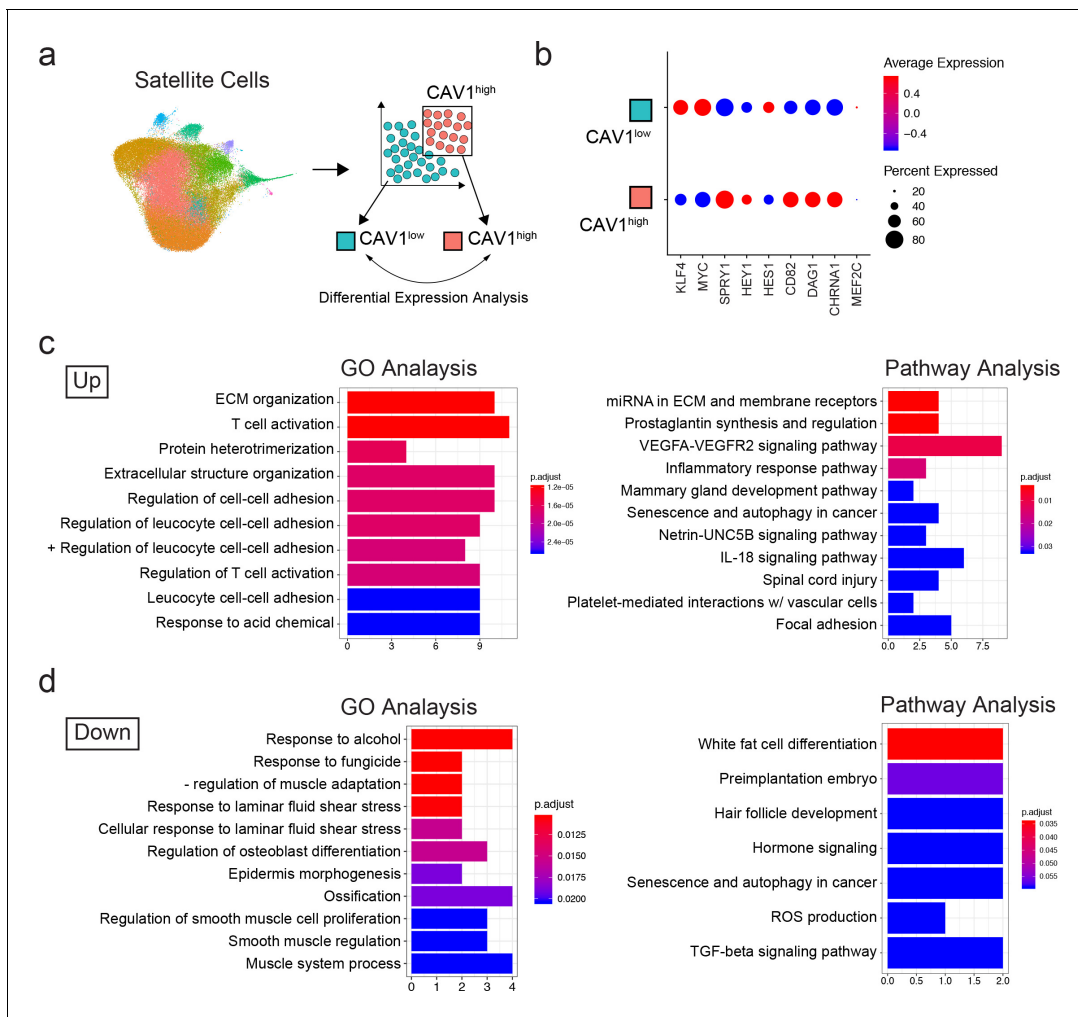 a
Satellite Cells
CAV1high
CAV1low
CAV1high
Differential Expression Analysis
b
CAV1low
CAV1high
KLF4
MYC
SPRY1
HEY1
HES1
CD82
DAG1
CHRNA1
MEF2C
Average Expression
0.4
0.0
−0.4
Percent Expressed
20
40
60
80
c
Up
GO Analaysis
ECM organization
T cell activation
Protein heterotrimerization
Extracellular structure organization
Regulation of cell-cell adhesion
Regulation of leucocyte cell-cell adhesion
+ Regulation of leucocyte cell-cell adhesion
Regulation of T cell activation
Leucocyte cell-cell adhesion
Response to acid chemical
0 3 6 9
p.adjust
1.2e−05
1.6e−05
2.0e−05
2.4e−05
Pathway Analysis
miRNA in ECM and membrane receptors
Prostaglantin synthesis and regulation
VEGFA-VEGFR2 signaling pathway
Inflammatory response pathway
Mammary gland development pathway
Senescence and autophagy in cancer
Netrin-UNC5B signaling pathway
IL-18 signaling pathway
Spinal cord injury
Platelet-mediated interactions w/ vascular cells
Focal adhesion
0.0 2.5 5.0 7.5
p.adjust
0.01
0.02
0.03
d
Down
GO Analaysis
Response to alcohol
Response to fungicide
- regulation of muscle adaptation
Response to laminar fluid shear stress
Cellular response to laminar fluid shear stress
Regulation of osteoblast differentiation
Epidermis morphogenesis
Ossification
Regulation of smooth muscle cell proliferation
Smooth muscle regulation
Muscle system process
0 1 2 3 4
p.adjust
0.0125
0.0150
0.0175
0.0200
Pathway Analysis
White fat cell differentiation
Preimplantation embryo
Hair follicle development
Hormone signaling
Senescence and autophagy in cancer
ROS production
TGF-beta signaling pathway
0.0 0.5 1.0 1.5 2.0
p.adjust
0.035
0.040
0.045
0.050
0.055